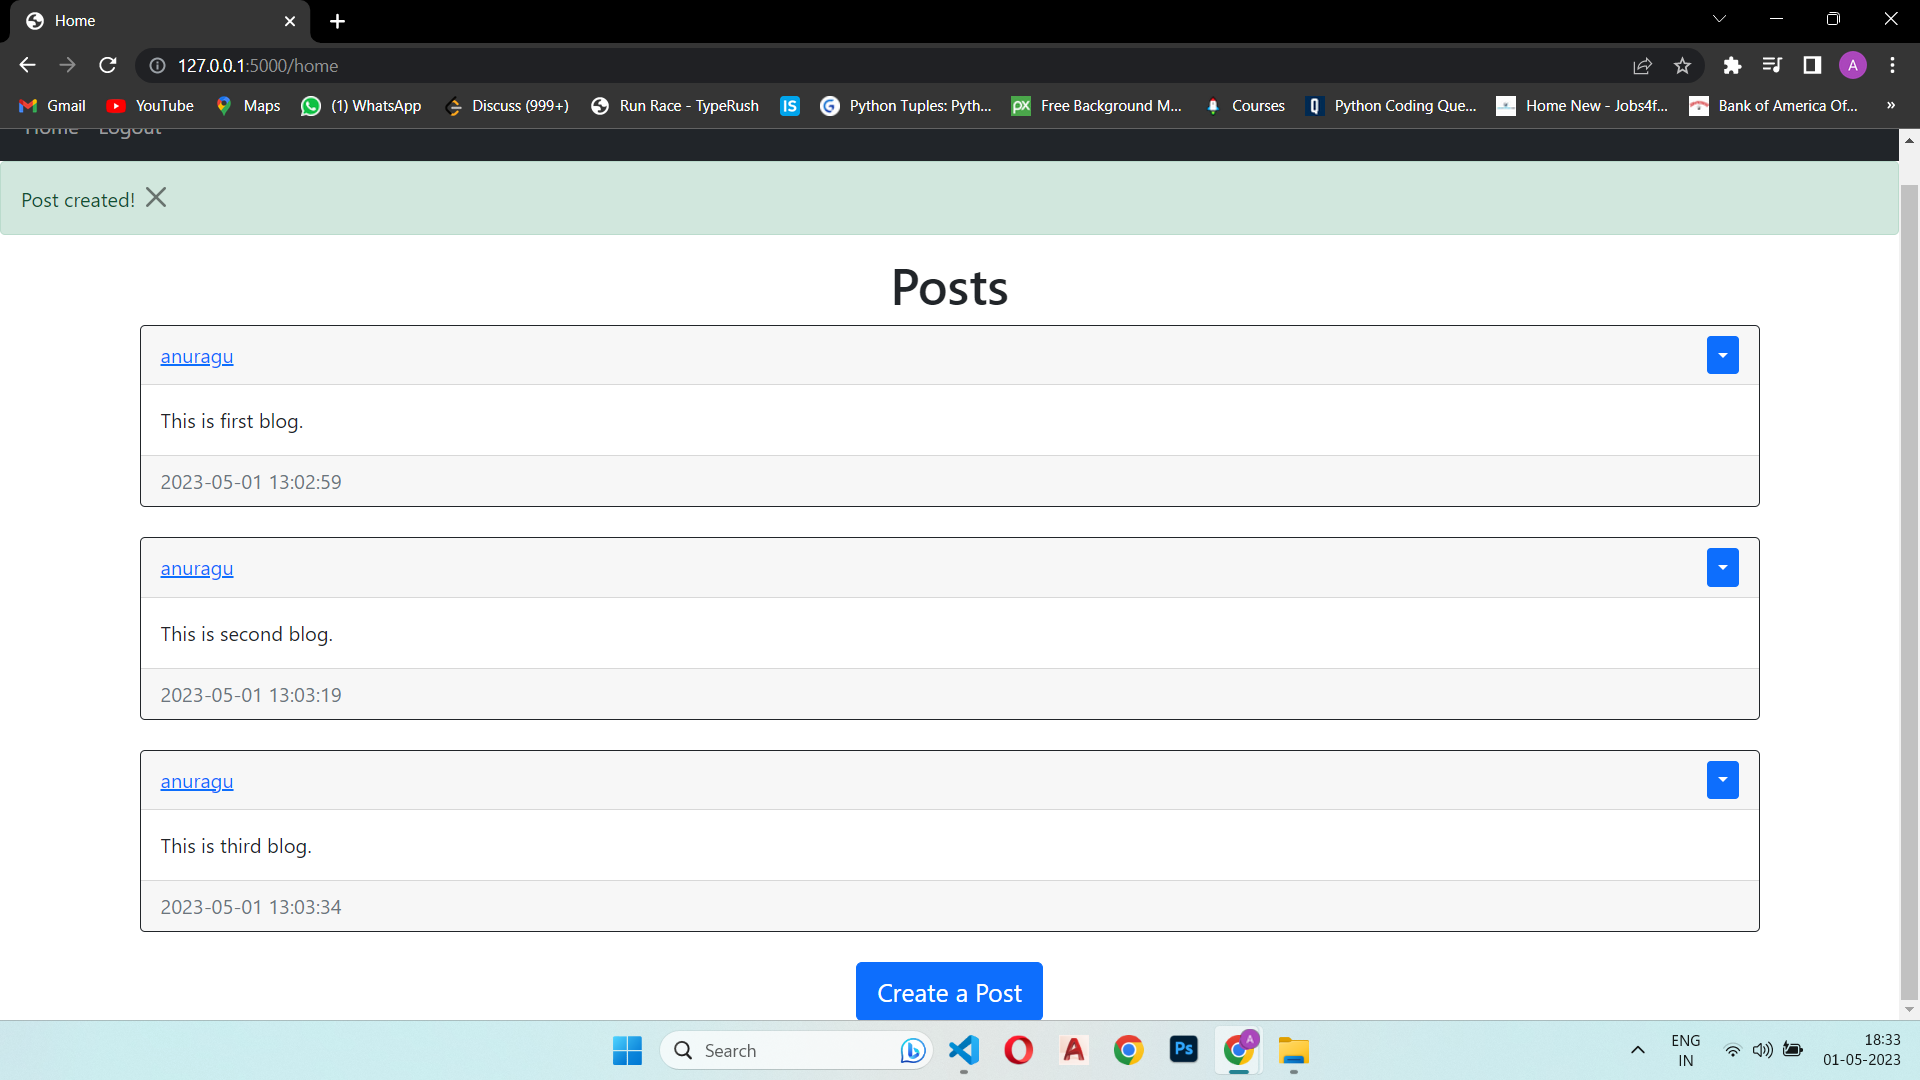 Home
127.0.0.1:5000/home
A
Gmail YouTube Maps (1) WhatsApp Discuss (999+) Run Race - TypeRush IS Python Tuples: Pyth... PX Free Background M... Courses Python Coding Que... Home New - Jobs4f... Bank of America Of... »
Home Logout
Post created!
Posts
anuragu
This is first blog.
2023-05-01 13:02:59
anuragu
This is second blog.
2023-05-01 13:03:19
anuragu
This is third blog.
2023-05-01 13:03:34
Create a Post
Search
Ps
A
ENG
IN
18:33
01-05-2023